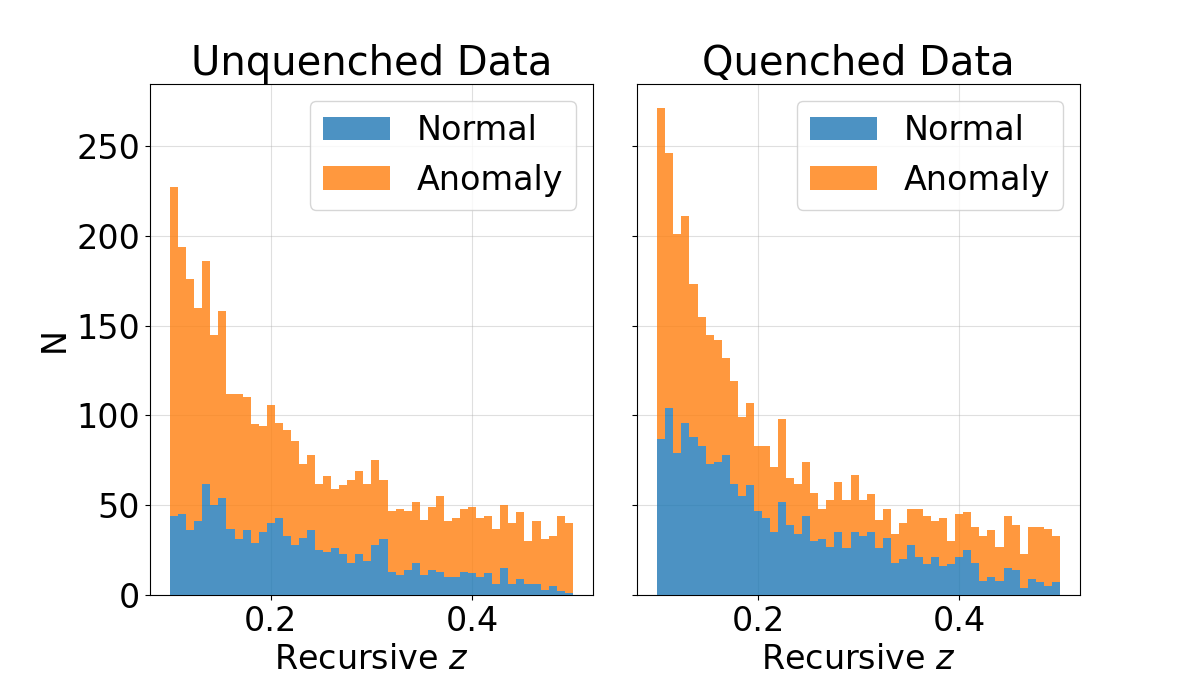 Unquenched Data
Normal
Anomaly
250
200
150
100
50
0
N
0.2
0.4
Recursive z
Quenched Data
Normal
Anomaly
0.2
0.4
Recursive z